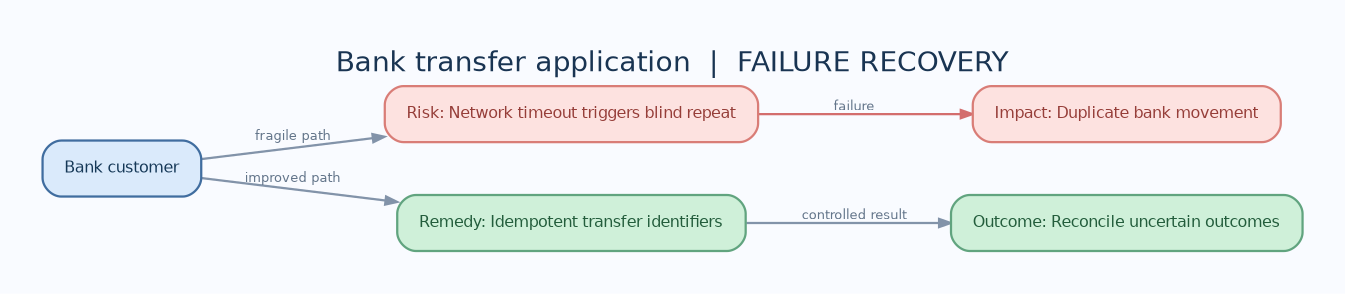 Bank transfer application | FAILURE RECOVERY
Bank customer
fragile path
Risk: Network timeout triggers blind repeat
failure
Impact: Duplicate bank movement
improved path
Remedy: Idempotent transfer identifiers
controlled result
Outcome: Reconcile uncertain outcomes